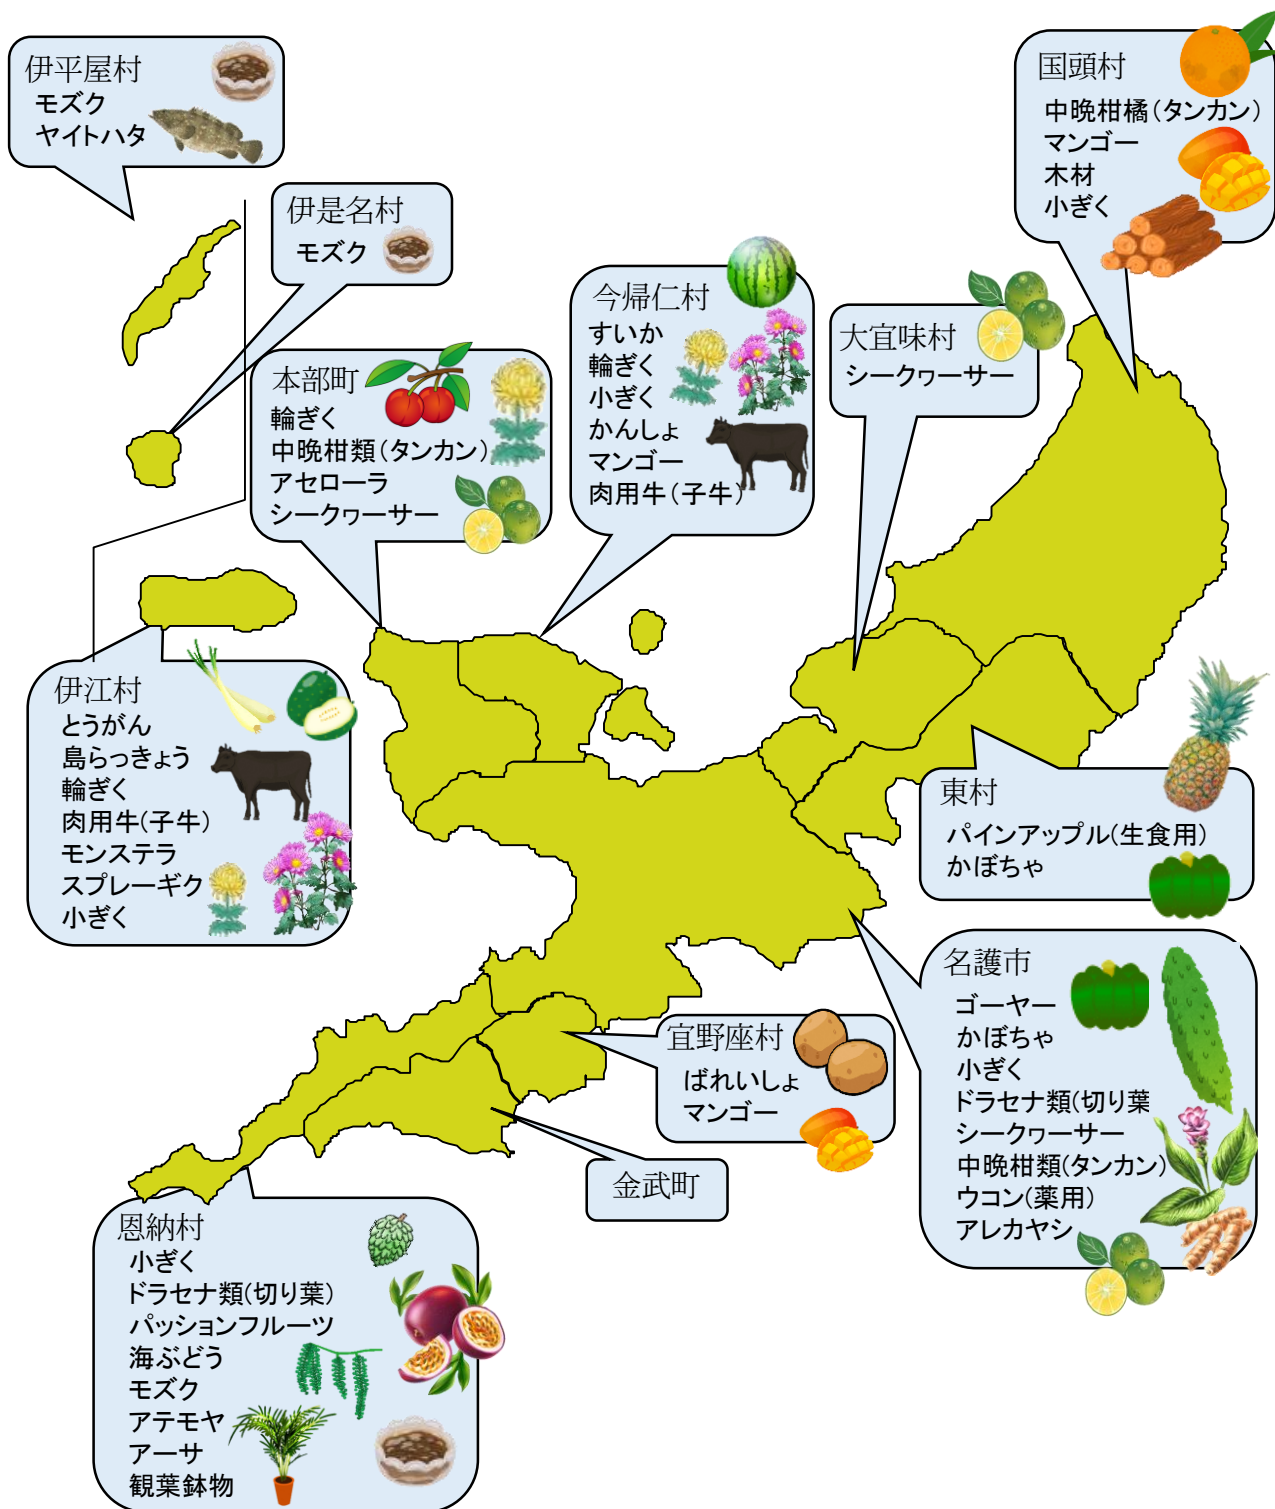 伊平屋村
モズク
ヤイトハタ
国頭村
中晩柑橘(タンカン)
マンゴー
木材
小ぎく
伊是名村
モズク
今帰仁村
すいか
輪ぎく
小ぎく
かんしょ
マンゴー
肉用牛(子牛)
大宜味村
シークヮーサー
本部町
輪ぎく
中晩柑類(タンカン)
アセローラ
シークヮーサー
伊江村
とうがん
島らっきょう
輪ぎく
肉用牛(子牛)
モンステラ
スプレーギク
小ぎく
東村
パインアップル(生食用)
かぼちゃ
名護市
ゴーヤー
かぼちゃ
小ぎく
ドラセナ類(切り葉
シークヮーサー
中晩柑類(タンカン)
ウコン(薬用)
アレカヤシ
宜野座村
ばれいしょ
マンゴー
金武町
恩納村
小ぎく
ドラセナ類(切り葉)
パッションフルーツ
海ぶどう
モズク
アテモヤ
アーサ
観葉鉢物